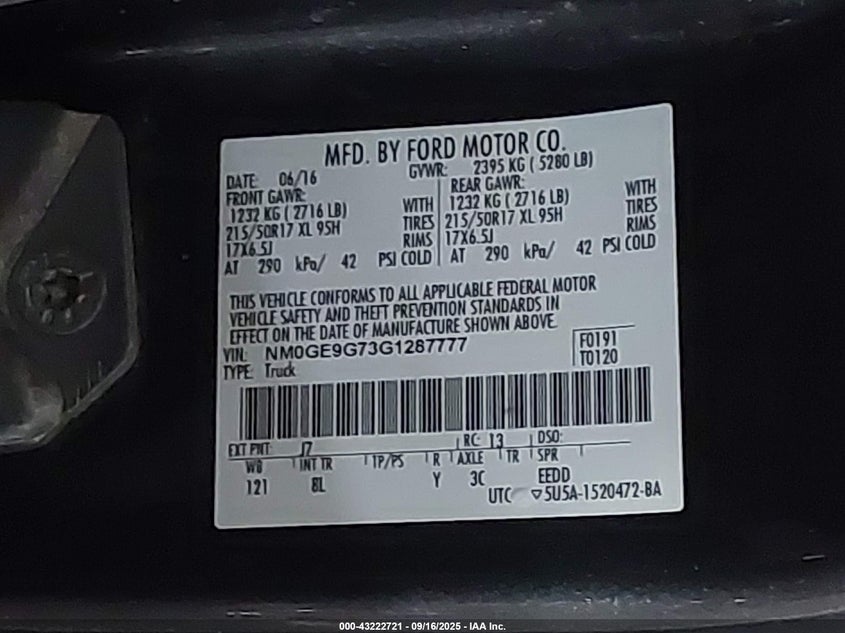 MFD. BY FORD MOTOR CO.
DATE: 06/16
GVWR: 2395 KG ( 5280 LB)
FRONT GAWR:
1232 KG ( 2716 LB) WITH
215/50R17 XL 95H TIRES
17X6.5J RIMS
AT 290 kPa/ 42 PSI COLD
REAR GAWR: WITH
1232 KG ( 2716 LB) TIRES
215/50R17 XL 95H RIMS
17X6.5J
AT 290 kPa/ 42 PSI COLD
THIS VEHICLE CONFORMS TO ALL APPLICABLE FEDERAL MOTOR
VEHICLE SAFETY AND THEFT PREVENTION STANDARDS IN
EFFECT ON THE DATE OF MANUFACTURE SHOWN ABOVE.
VIN: NM0GE9G73G1287777
TYPE: Truck
F0191
T0120
EXT PNT: J7 RC: 13 DSO:
WB INT TR TP/PS R AXLE TR SPR
121 8L Y 3C EEDD
UTC ▽5U5A-1520472-BA
000-43222721 - 09/16/2025 - IAA Inc.